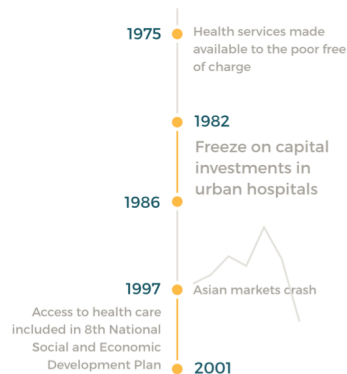 1975
Health services made
available to the poor free
of charge
1982
Freeze on capital
investments in
urban hospitals
1986
1997
Asian markets crash
Access to health care
included in 8th National
Social and Economic
Development Plan
2001